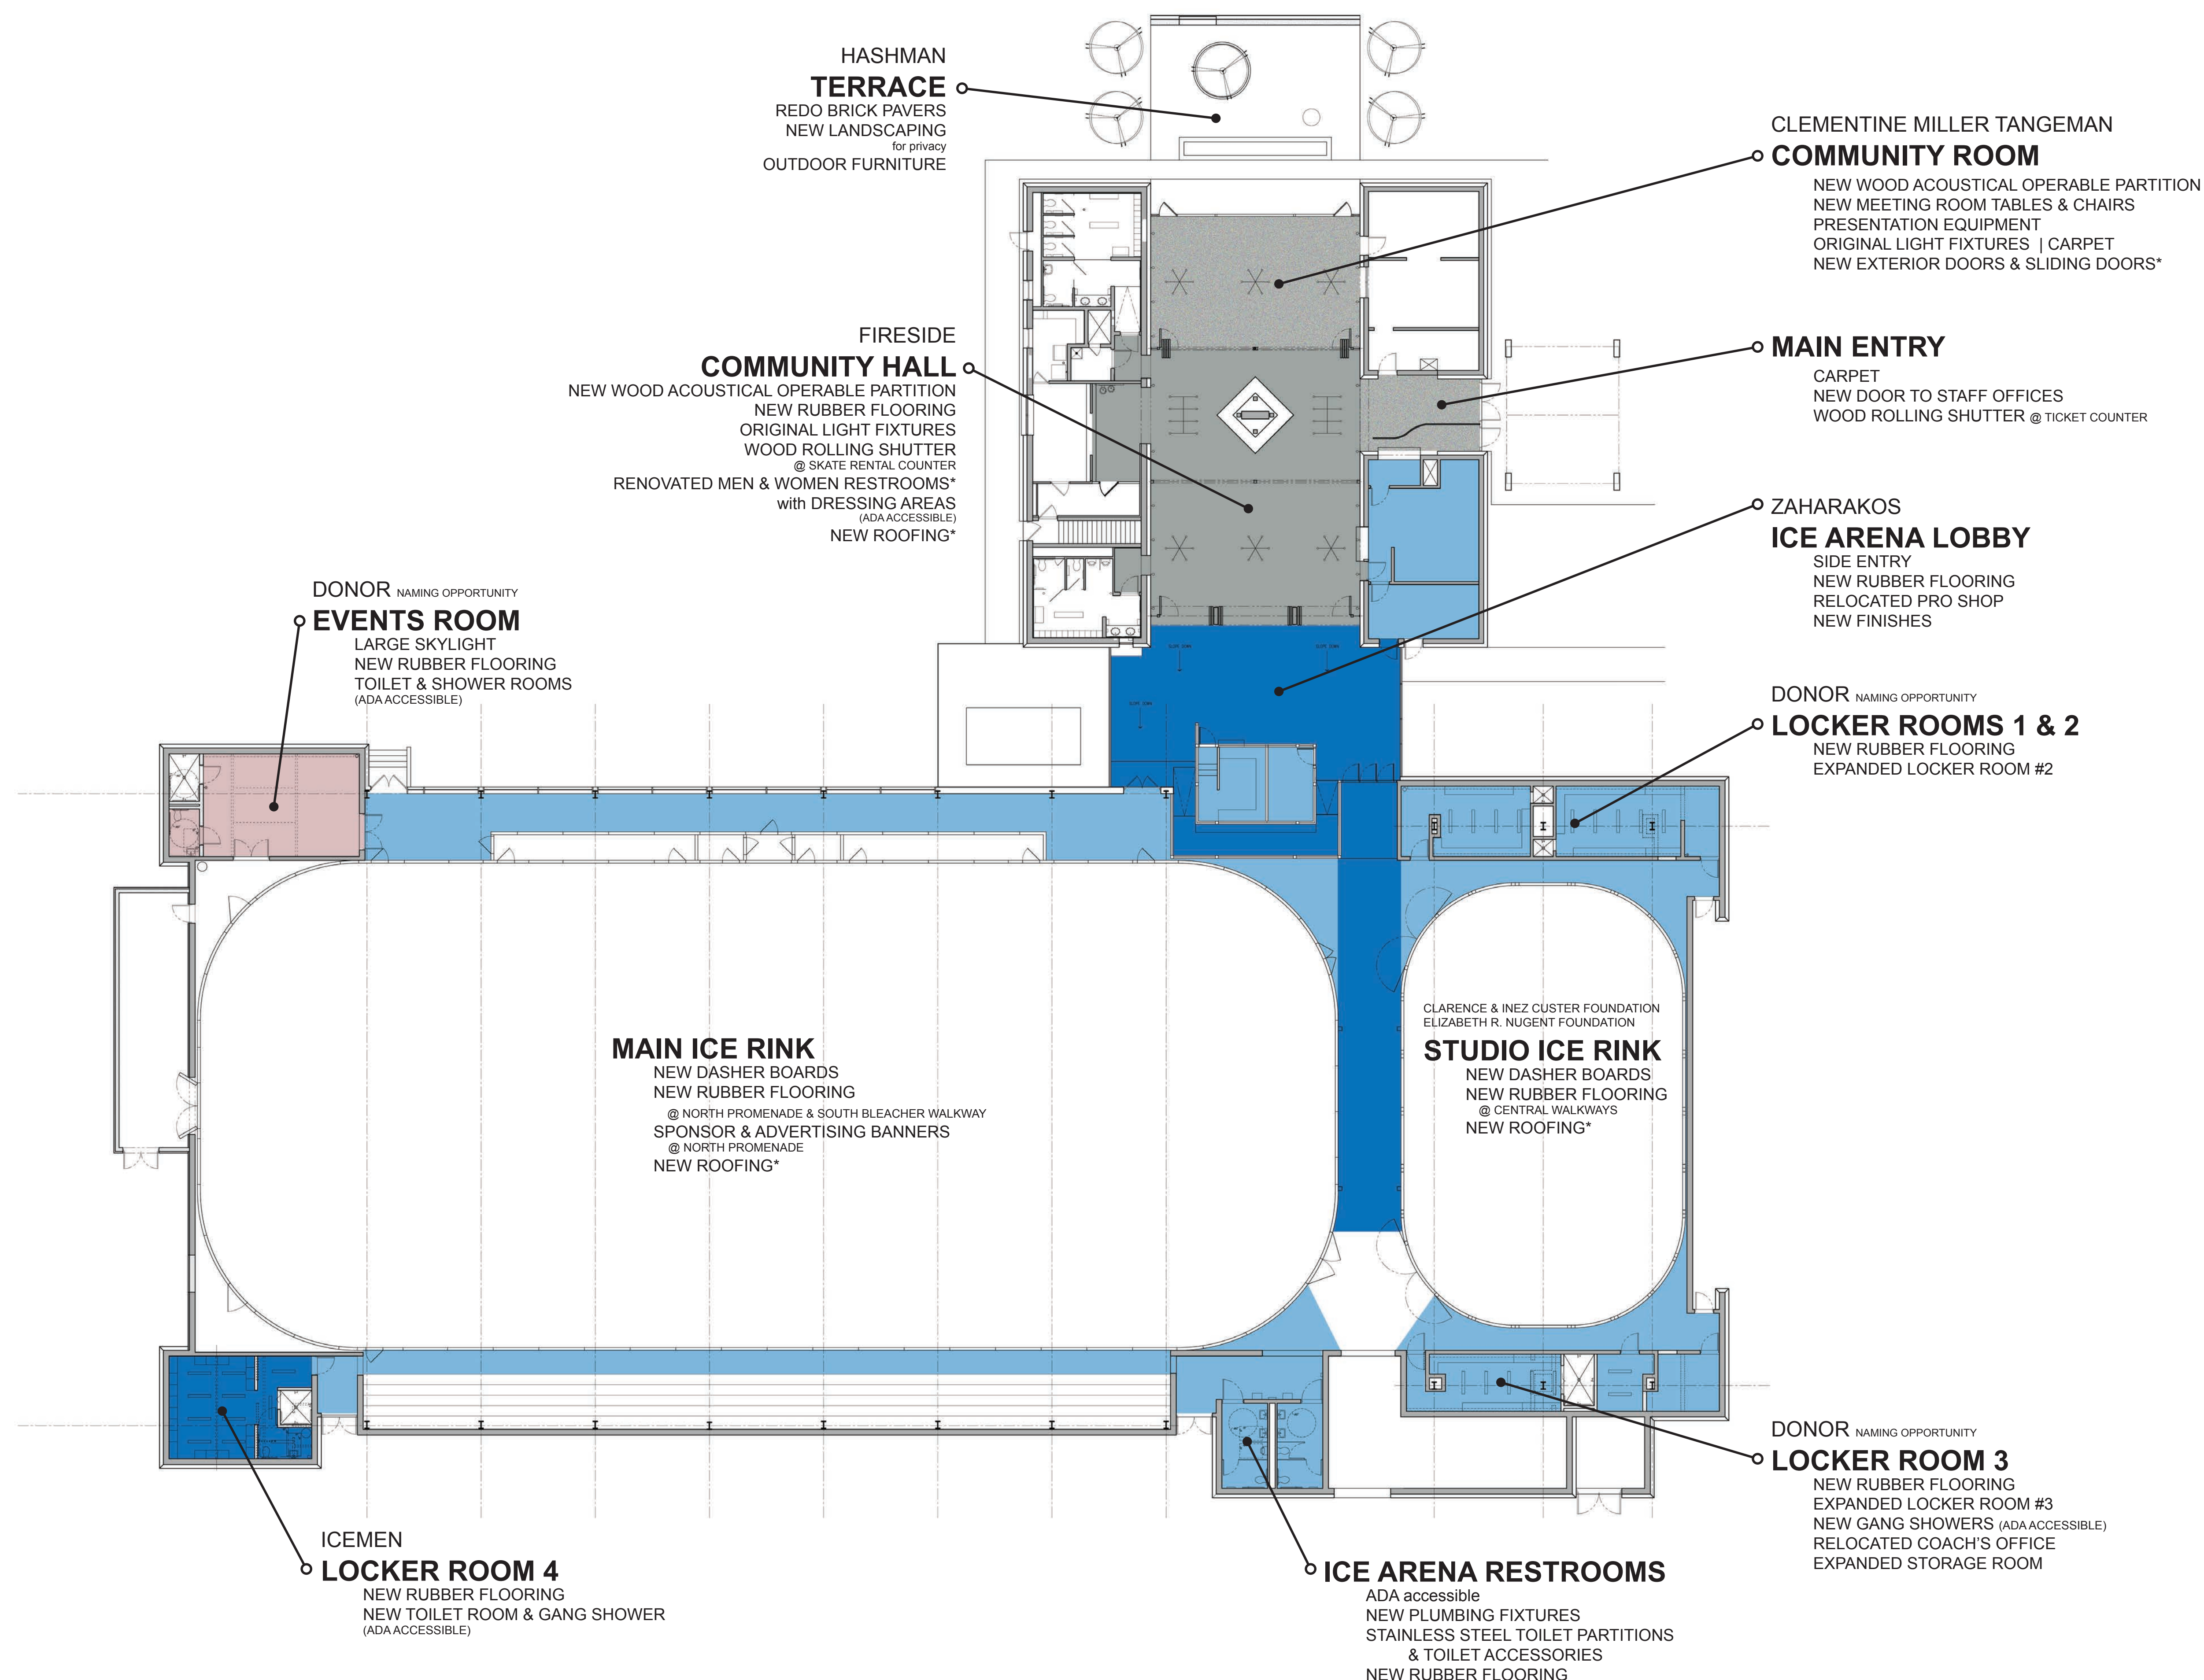 HASHMAN
TERRACE
REDO BRICK PAVERS
NEW LANDSCAPING
for privacy
OUTDOOR FURNITURE
CLEMENTINE MILLER TANGEMAN
COMMUNITY ROOM
NEW WOOD ACOUSTICAL OPERABLE PARTITION
NEW MEETING ROOM TABLES & CHAIRS
PRESENTATION EQUIPMENT
ORIGINAL LIGHT FIXTURES | CARPET
NEW EXTERIOR DOORS & SLIDING DOORS*
FIRESIDE
COMMUNITY HALL
NEW WOOD ACOUSTICAL OPERABLE PARTITION
NEW RUBBER FLOORING
ORIGINAL LIGHT FIXTURES
WOOD ROLLING SHUTTER
@ SKATE RENTAL COUNTER
RENOVATED MEN & WOMEN RESTROOMS*
with DRESSING AREAS
(ADA ACCESSIBLE)
NEW ROOFING*
MAIN ENTRY
CARPET
NEW DOOR TO STAFF OFFICES
WOOD ROLLING SHUTTER @ TICKET COUNTER
ZAHARAKOS
ICE ARENA LOBBY
SIDE ENTRY
NEW RUBBER FLOORING
RELOCATED PRO SHOP
NEW FINISHES
DONOR NAMING OPPORTUNITY
EVENTS ROOM
LARGE SKYLIGHT
NEW RUBBER FLOORING
TOILET & SHOWER ROOMS
(ADA ACCESSIBLE)
SLOPE DOWN
SLOPE DOWN
SLOPE DOWN
DONOR NAMING OPPORTUNITY
LOCKER ROOMS 1 & 2
NEW RUBBER FLOORING
EXPANDED LOCKER ROOM #2
MAIN ICE RINK
NEW DASHER BOARDS
NEW RUBBER FLOORING
@ NORTH PROMENADE & SOUTH BLEACHER WALKWAY
SPONSOR & ADVERTISING BANNERS
@ NORTH PROMENADE
NEW ROOFING*
CLARENCE & INEZ CUSTER FOUNDATION
ELIZABETH R. NUGENT FOUNDATION
STUDIO ICE RINK
NEW DASHER BOARDS
NEW RUBBER FLOORING
@ CENTRAL WALKWAYS
NEW ROOFING*
DONOR NAMING OPPORTUNITY
LOCKER ROOM 3
NEW RUBBER FLOORING
EXPANDED LOCKER ROOM #3
NEW GANG SHOWERS (ADA ACCESSIBLE)
RELOCATED COACH'S OFFICE
EXPANDED STORAGE ROOM
ICEMEN
LOCKER ROOM 4
NEW RUBBER FLOORING
NEW TOILET ROOM & GANG SHOWER
(ADA ACCESSIBLE)
ICE ARENA RESTROOMS
ADA accessible
NEW PLUMBING FIXTURES
STAINLESS STEEL TOILET PARTITIONS
& TOILET ACCESSORIES
NEW RUBBER FLOORING